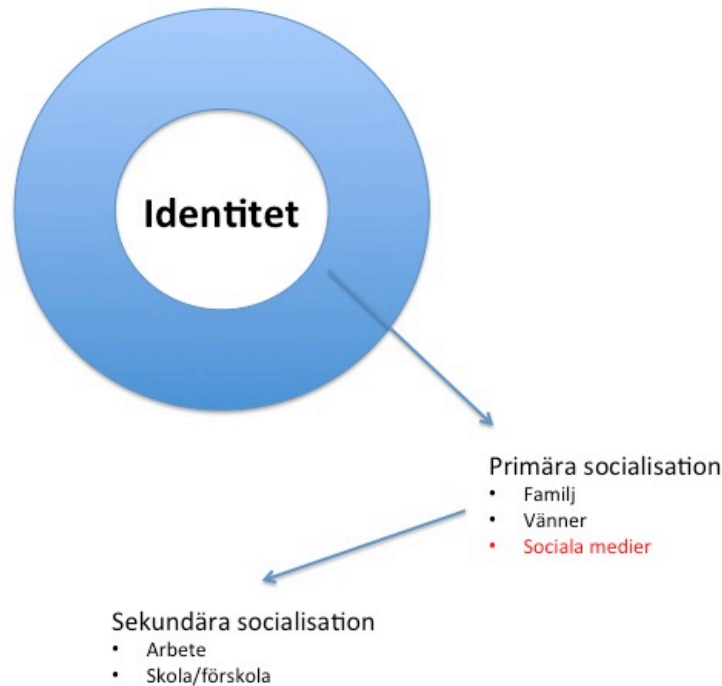 Identitet
Primära socialisation
• Familj
• Vänner
• Sociala medier
Sekundära socialisation
• Arbete
• Skola/förskola